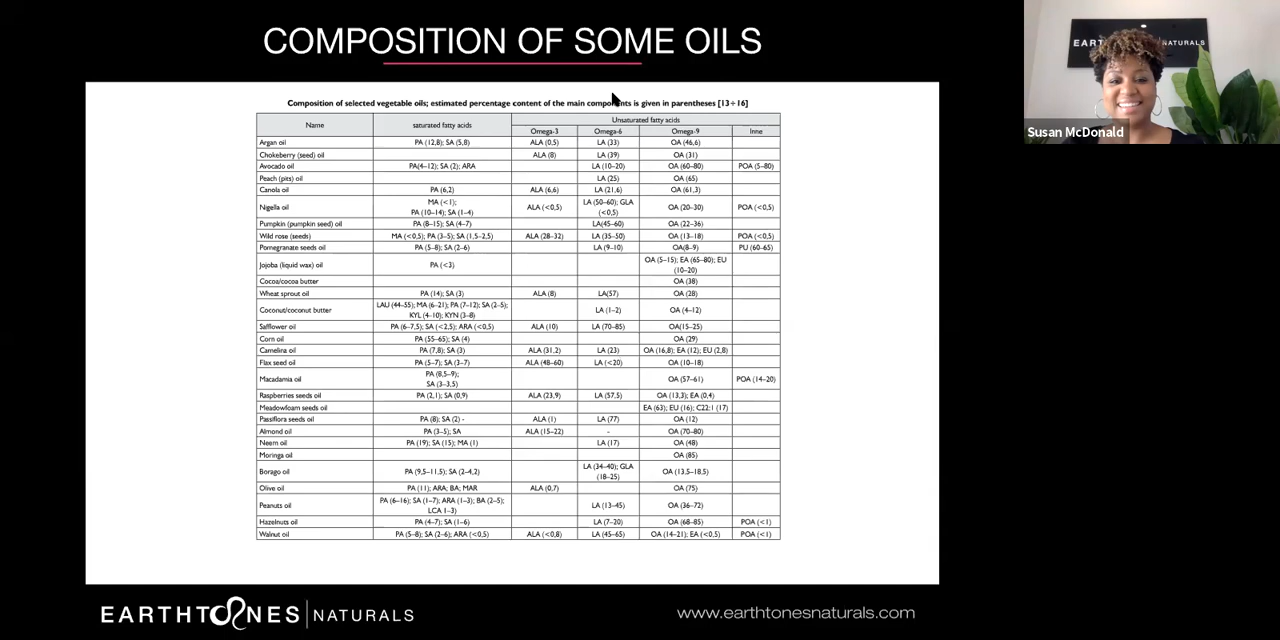 COMPOSITION OF SOME OILS
EARTH NATURALS
Susan McDonald
Composition of selected vegetable oils; estimated percentage content of the main is given in parentheses [13÷16]
Name saturated fatty acids Unsaturated fatty acids
Omega-3 Omega-6 Omega-9 Inne
Argan oil PA (12,8); SA (5,8) ALA (0,5) LA (33) OA (46,6)
Chokeberry (seed) oil ALA (8) LA (39) OA (31)
Avocado oil PA(4–12); SA (2); ARA LA (10–20) OA (60–80) POA (5–80)
Peach (pits) oil LA (25) OA (65)
Canola oil PA (6,2) ALA (6,6) LA (21,6) OA (61,3)
Nigella oil MA (<1); PA (10–14); SA (1–4) ALA (<0,5) LA (50–60); GLA (<0,5) OA (20–30) POA (<0,5)
Pumpkin (pumpkin seed) oil PA (8–15); SA (4–7) LA(45–60) OA (22–36)
Wild rose (seeds) MA (<0,5); PA (3–5); SA (1,5–2,5) ALA (28–32) LA (35–50) OA (13–18) POA (<0,5)
Pomegranate seeds oil PA (5–8); SA (2–6) LA (9–10) OA(8–9) PU (60–65)
Jojoba (liquid wax) oil PA (<3) OA (5–15); EA (65–80); EU (10–20)
Cocoa/cocoa butter OA (38)
Wheat sprout oil PA (14); SA (3) ALA (8) LA(57) OA (28)
Coconut/coconut butter LAU (44–55); MA (6–21); PA (7–12); SA (2–5); KYL (4–10); KYN (3–8) LA (1–2) OA (4–12)
Safflower oil PA (6–7,5); SA (<2,5); ARA (<0,5) ALA (10) LA (70–85) OA(15–25)
Corn oil PA (55–65); SA (4) OA (29)
Camelira oil PA (7,8); SA (3) ALA (31,2) LA (23) OA (16,8); EA (12); EU (2,8)
Flax seed oil PA (5–7); SA (3–7) ALA (48–60) LA (<20) OA (10–18)
Macadamia oil PA (8,5–9); SA (3–3,5) OA (57–61) POA (14–20)
Raspberries seeds oil PA (2,1); SA (0,9) ALA (23,9) LA (57,5) OA (13,3); EA (0,4)
Meadowfoam seeds oil EA (63); EU (16); C22:1 (17)
Passiflora seeds oil PA (8); SA (2) - ALA (1) LA (77) OA (12)
Almond oil PA (3–5); SA ALA (15–22) - OA (70–80)
Neem oil PA (19); SA (15); MA (1) LA (17) OA (48)
Moringa oil OA (85)
Borago oil PA (9,5–11,5); SA (2–4,2) LA (34–40); GLA (18–25) OA (13,5–18,5)
Olive oil PA (11); ARA; BA; MAR ALA (0,7) OA (75)
Peanuts oil PA (6–16); SA (1–7); ARA (1–3); BA (2–5); LCA 1–3) LA (13–45) OA (36–72)
Hazelnuts oil PA (4–7); SA (1–6) LA (7–20) OA (68–85) POA (<1)
Walnut oil PA (5–8); SA (2–6); ARA (<0,5) ALA (<0,8) LA (45–65) OA (14–21); EA (<0,5) POA (<1)
EARTHTONES NATURALS
www.earthtonesnaturals.com